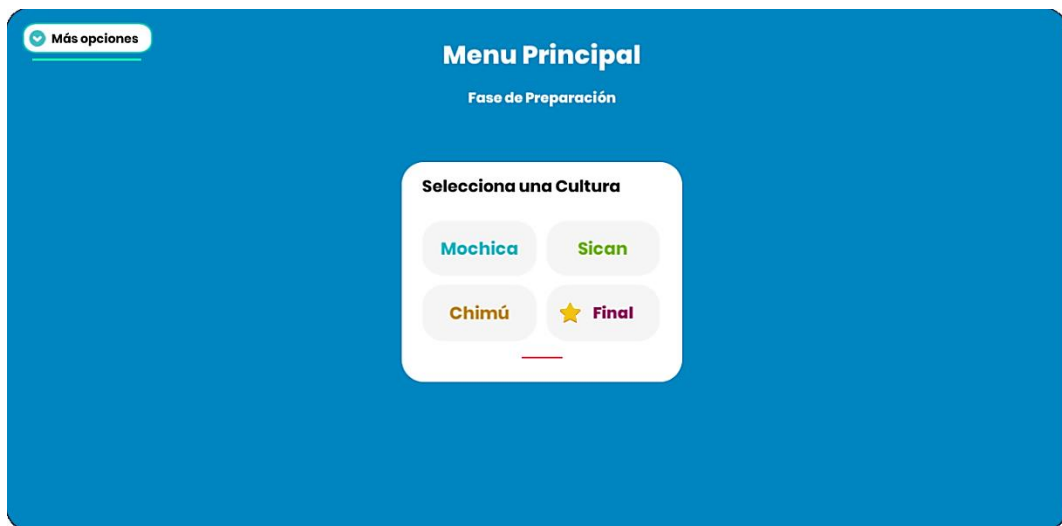 Más opciones
Menu Principal
Fase de Preparación
Selecciona una Cultura
Mochica
Sican
Chimú
Final